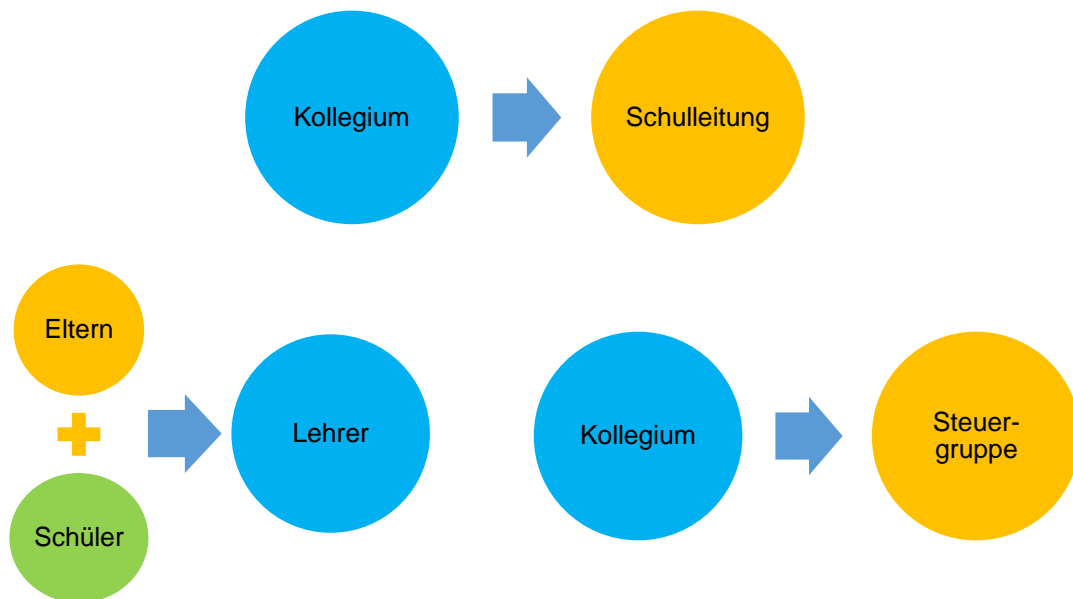 Kollegium
Schulleitung
Eltern
Schüler
Lehrer
Kollegium
Steuer-
gruppe